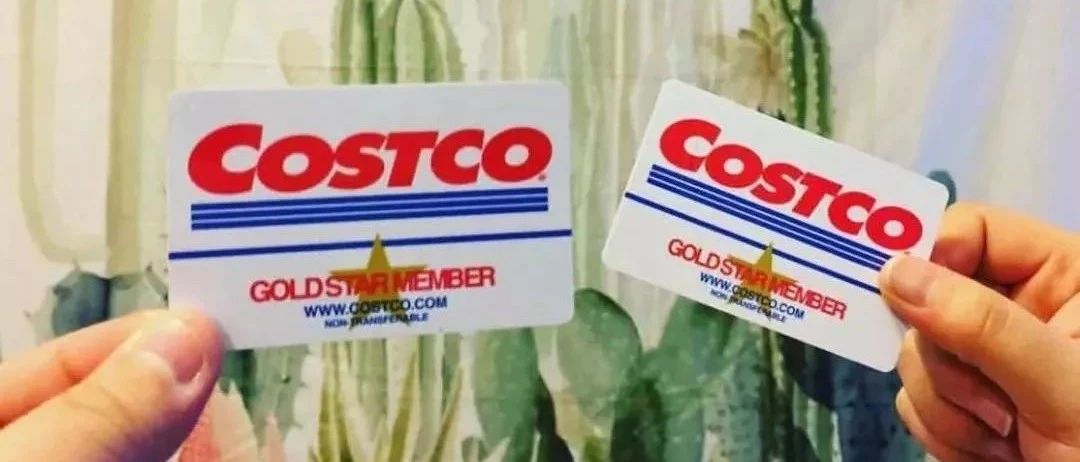 COSTCO
GOLD STAR MEMBER
WWW.COSTCO.COM
NON-TRANSFERABLE
COSTCO
GOLD STAR MEMBER
WWW.COSTCO.COM
NON-TRANSFERABLE